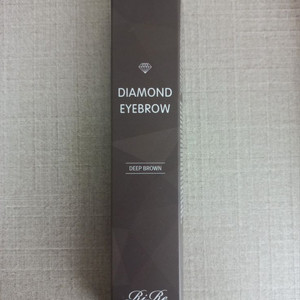 DIAMOND
EYEBROW
DEEP BROWN
RiRe